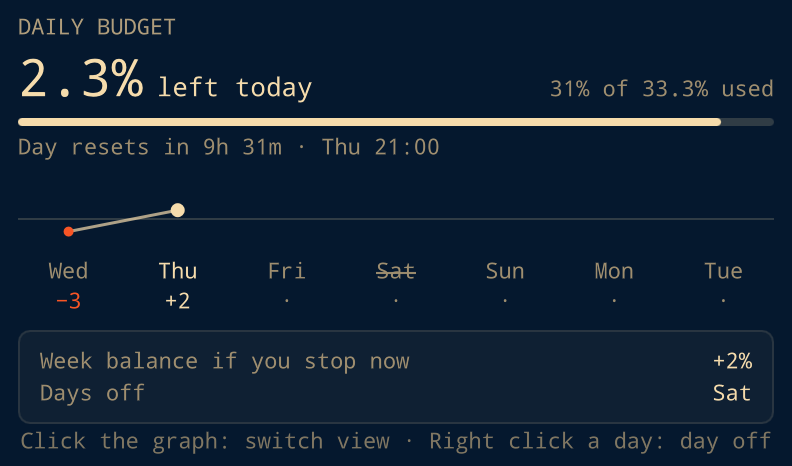 DAILY BUDGET
2.3% left today 31% of 33.3% used
Day resets in 9h 31m · Thu 21:00
Wed Thu Fri Sat Sun Mon Tue
−3 +2 · · · · ·
Week balance if you stop now +2%
Days off Sat
Click the graph: switch view · Right click a day: day off